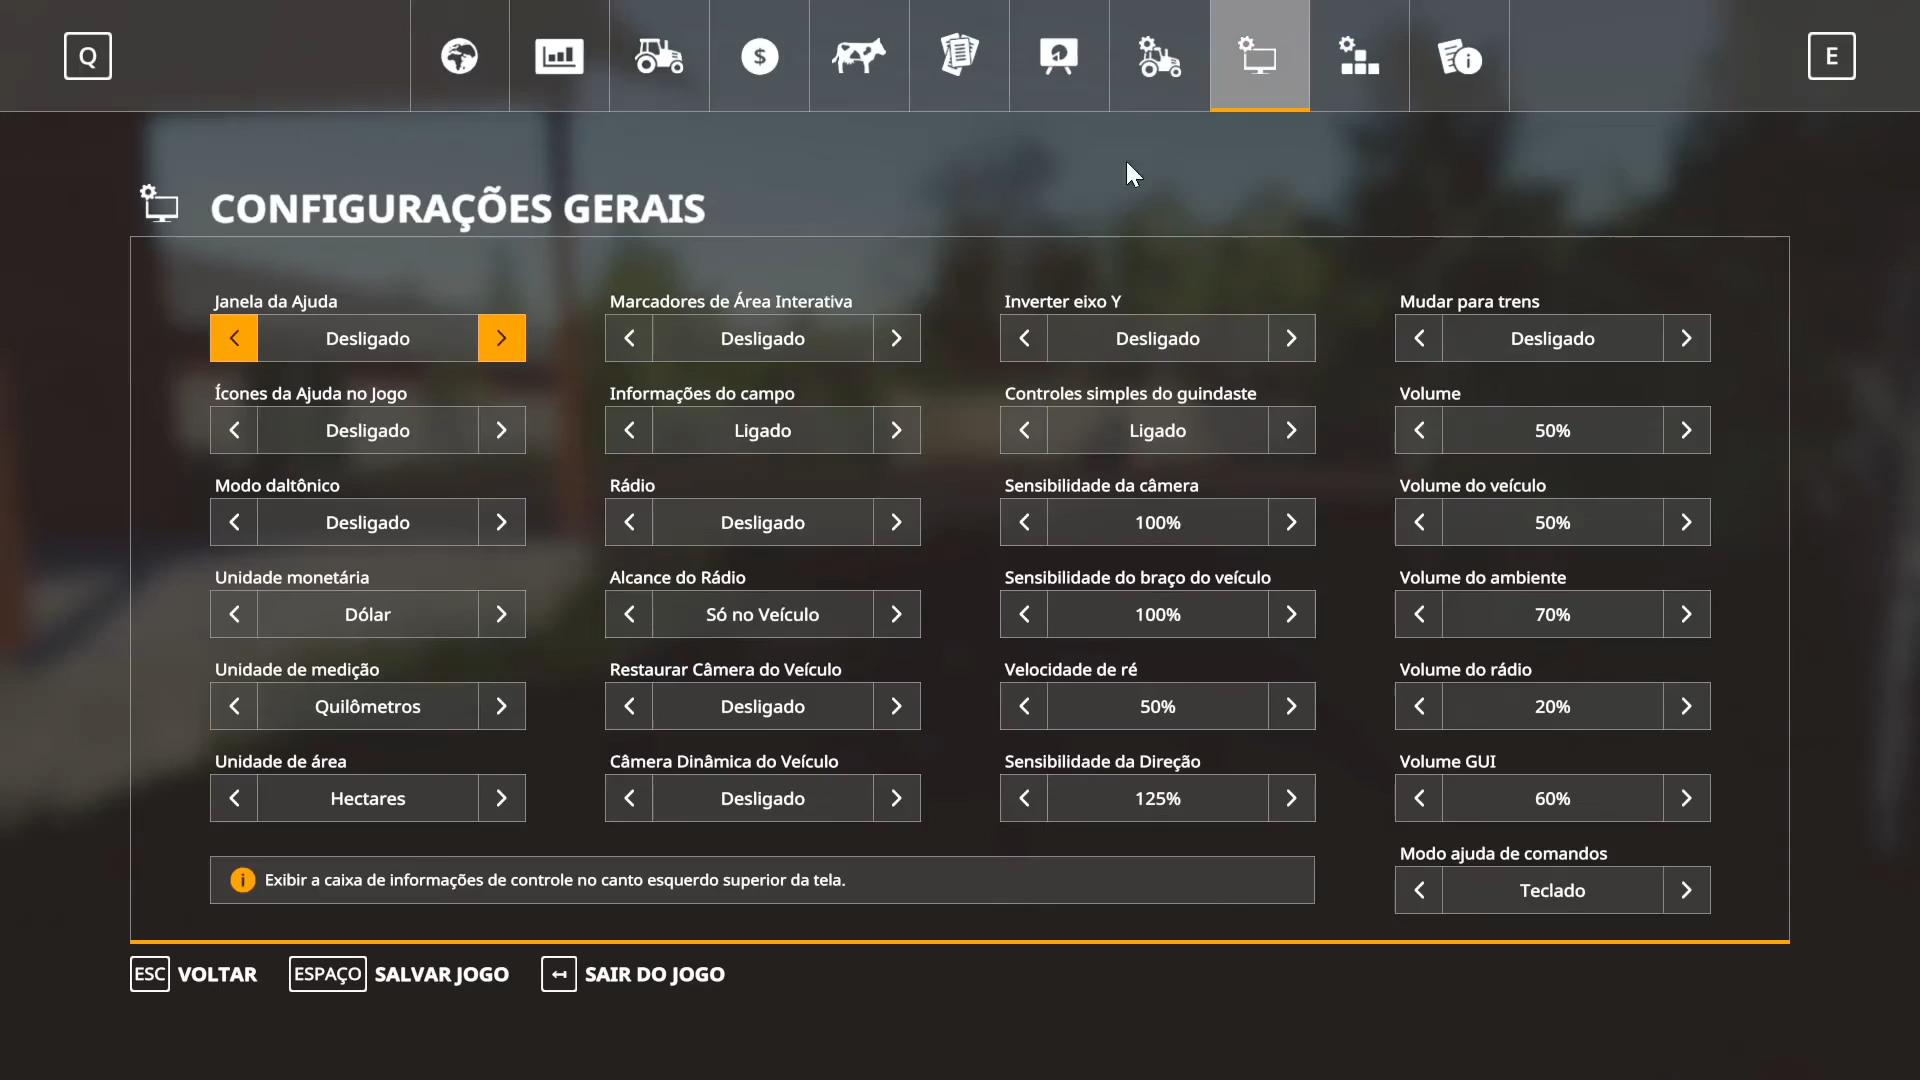 Q
E
CONFIGURAÇÕES GERAIS
Janela da Ajuda
Desligado
Ícones da Ajuda no Jogo
Desligado
Modo daltônico
Desligado
Unidade monetária
Dólar
Unidade de medição
Quilômetros
Unidade de área
Hectares
Marcadores de Área Interativa
Desligado
Informações do campo
Ligado
Rádio
Desligado
Alcance do Rádio
Só no Veículo
Restaurar Câmera do Veículo
Desligado
Câmera Dinâmica do Veículo
Desligado
Inverter eixo Y
Desligado
Controles simples do guindaste
Ligado
Sensibilidade da câmera
100%
Sensibilidade do braço do veículo
100%
Velocidade de ré
50%
Sensibilidade da Direção
125%
Mudar para trens
Desligado
Volume
50%
Volume do veículo
50%
Volume do ambiente
70%
Volume do rádio
20%
Volume GUI
60%
Modo ajuda de comandos
Teclado
Exibir a caixa de informações de controle no canto esquerdo superior da tela.
ESC VOLTAR ESPAÇO SALVAR JOGO SAIR DO JOGO